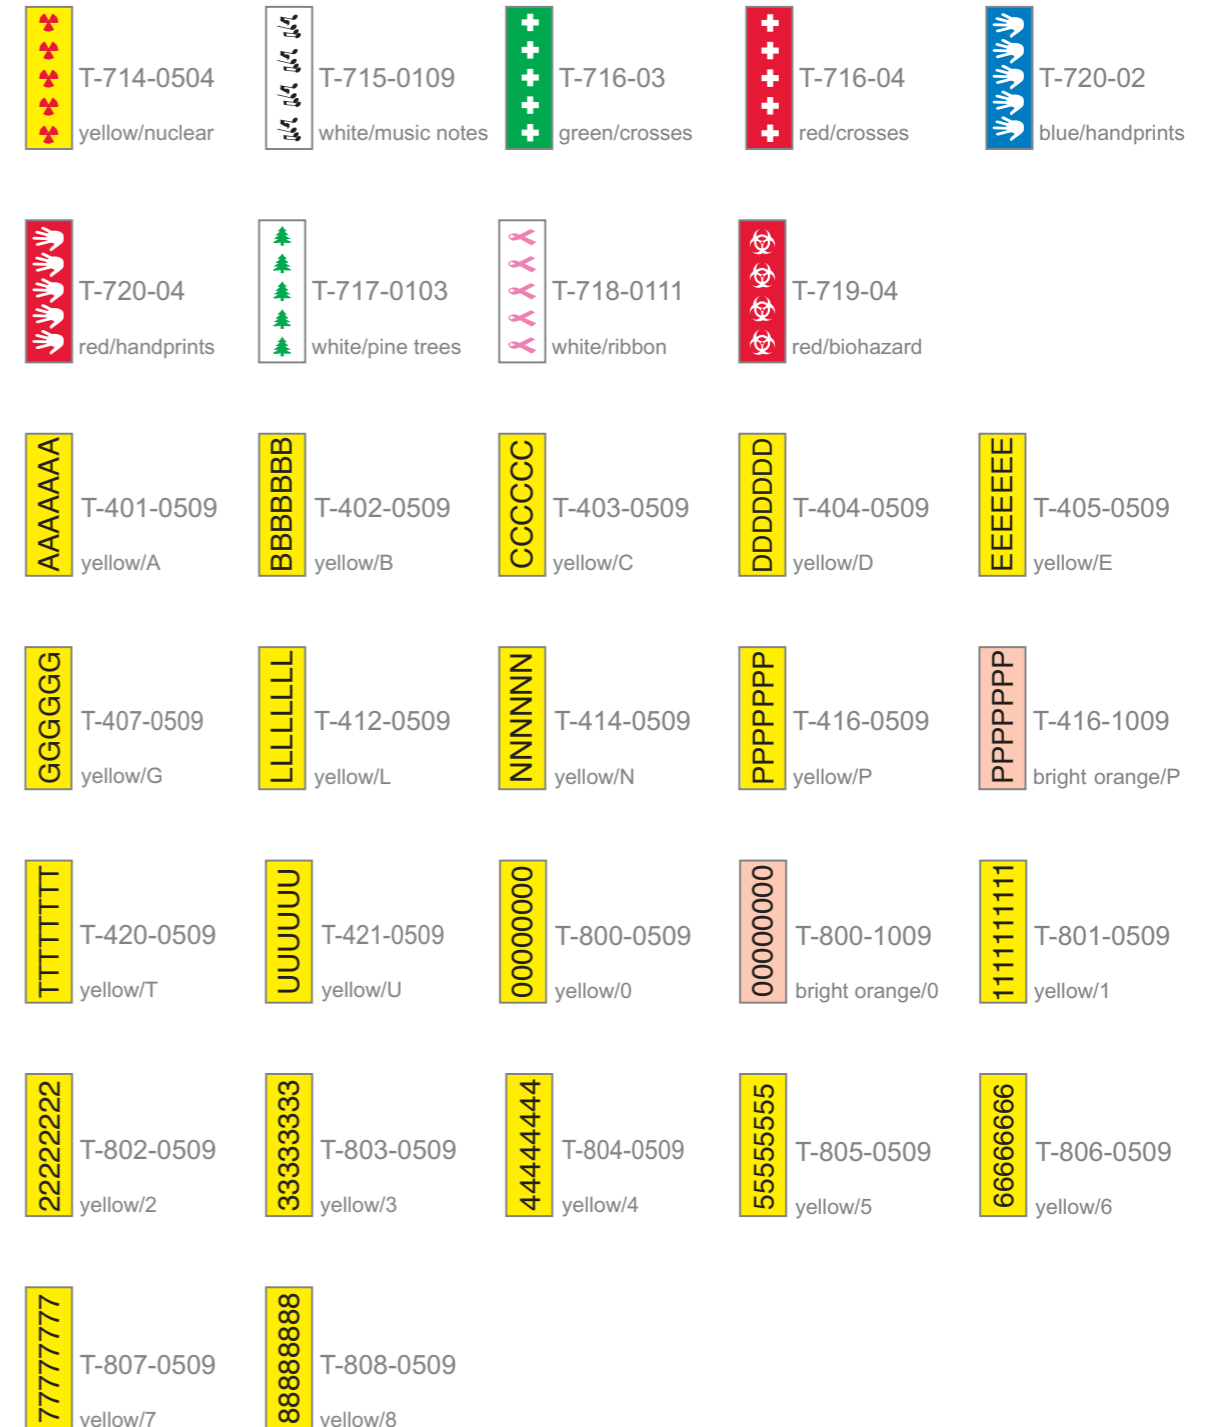 T-714-0504
yellow/nuclear
T-715-0109
white/music notes
T-716-03
green/crosses
T-716-04
red/crosses
T-720-02
blue/handprints
T-720-04
red/handprints
T-717-0103
white/pine trees
T-718-0111
white/ribbon
T-719-04
red/biohazard
AAAAAAA
T-401-0509
yellow/A
BBBBBBB
T-402-0509
yellow/B
CCCCCC
T-403-0509
yellow/C
DDDDDDD
T-404-0509
yellow/D
EEEEEEE
T-405-0509
yellow/E
GGGGGG
T-407-0509
yellow/G
LLLLLLLL
T-412-0509
yellow/L
NNNNNN
T-414-0509
yellow/N
PPPPPPP
T-416-0509
yellow/P
PPPPPPP
T-416-1009
bright orange/P
TTTTTTTT
T-420-0509
yellow/T
UUUUUU
T-421-0509
yellow/U
00000000
T-800-0509
yellow/0
00000000
T-800-1009
bright orange/0
111111111
T-801-0509
yellow/1
22222222
T-802-0509
yellow/2
33333333
T-803-0509
yellow/3
44444444
T-804-0509
yellow/4
55555555
T-805-0509
yellow/5
66666666
T-806-0509
yellow/6
77777777
T-807-0509
yellow/7
88888888
T-808-0509
yellow/8